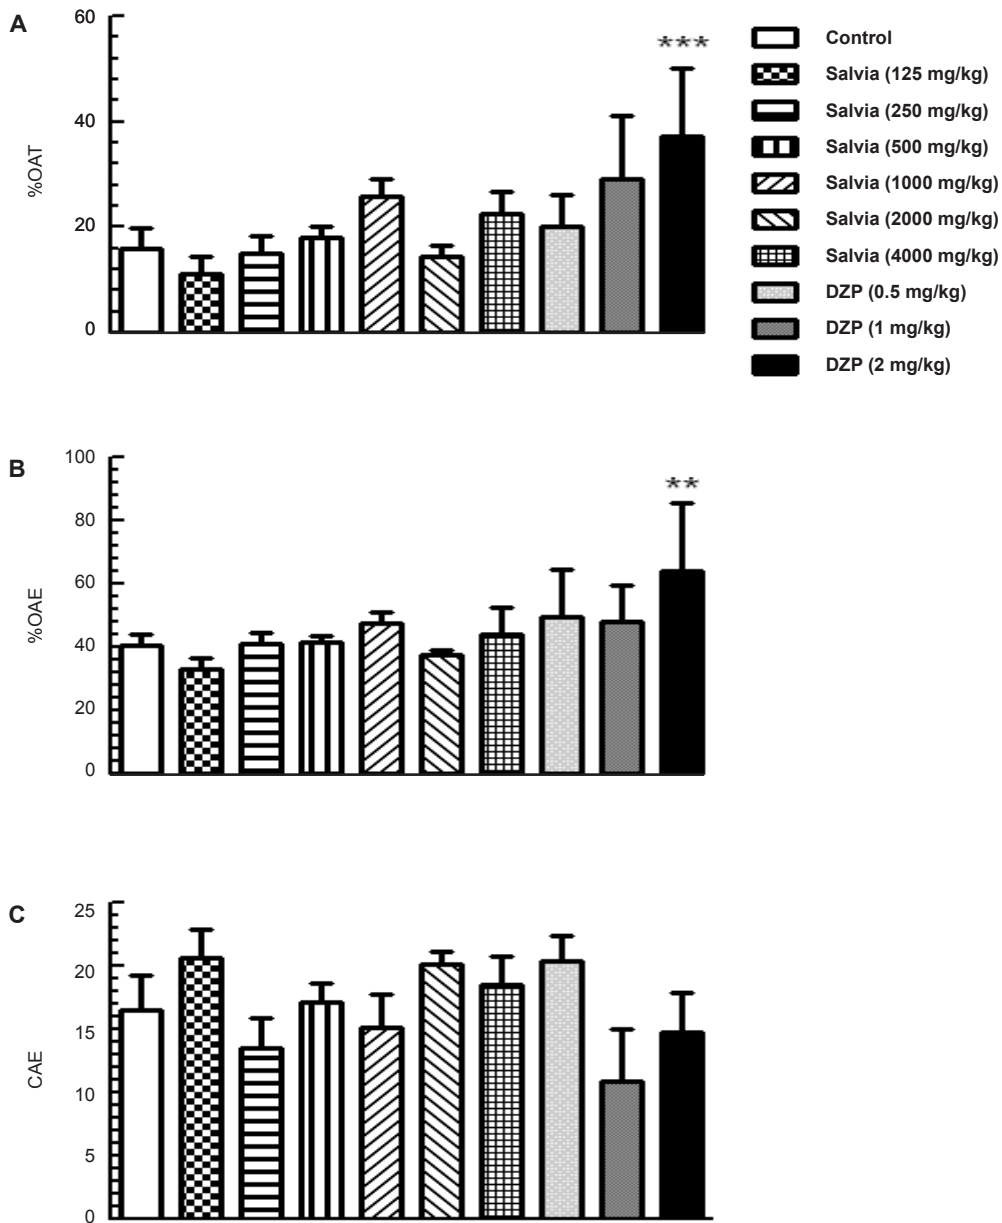 A
60
40
20
0
%OAT
***
Control
Salvia (125 mg/kg)
Salvia (250 mg/kg)
Salvia (500 mg/kg)
Salvia (1000 mg/kg)
Salvia (2000 mg/kg)
Salvia (4000 mg/kg)
DZP (0.5 mg/kg)
DZP (1 mg/kg)
DZP (2 mg/kg)
B
100
80
60
40
20
0
%OAE
**
C
25
20
15
10
5
0
CAE